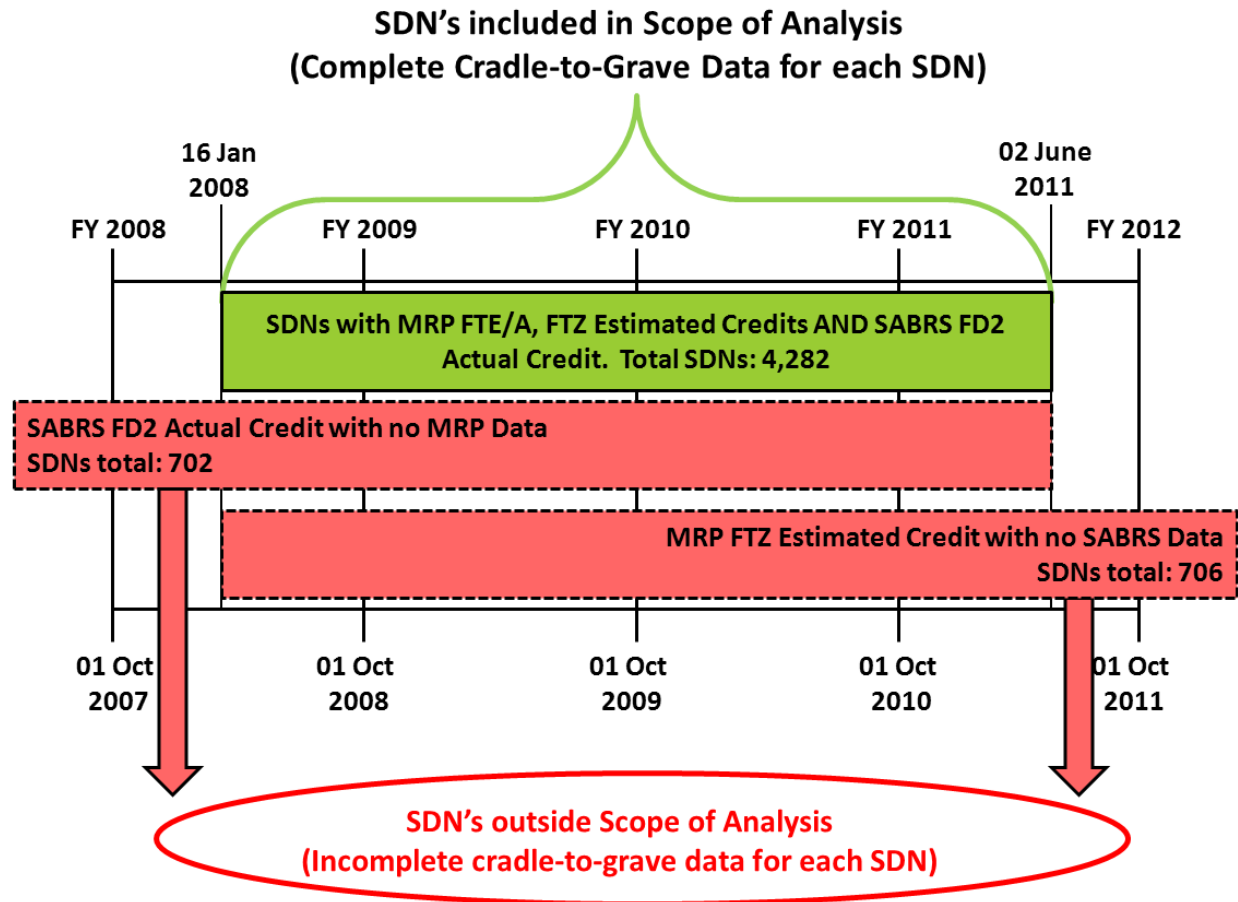 SDN’s included in Scope of Analysis
(Complete Cradle-to-Grave Data for each SDN)
16 Jan
2008
02 June
2011
FY 2008
FY 2009
FY 2010
FY 2011
FY 2012
SDNs with MRP FTE/A, FTZ Estimated Credits AND SABRS FD2
Actual Credit.  Total SDNs: 4,282
SABRS FD2 Actual Credit with no MRP Data
SDNs total: 702
MRP FTZ Estimated Credit with no SABRS Data
SDNs total: 706
01 Oct
2007
01 Oct
2008
01 Oct
2009
01 Oct
2010
01 Oct
2011
SDN’s outside Scope of Analysis
(Incomplete cradle-to-grave data for each SDN)